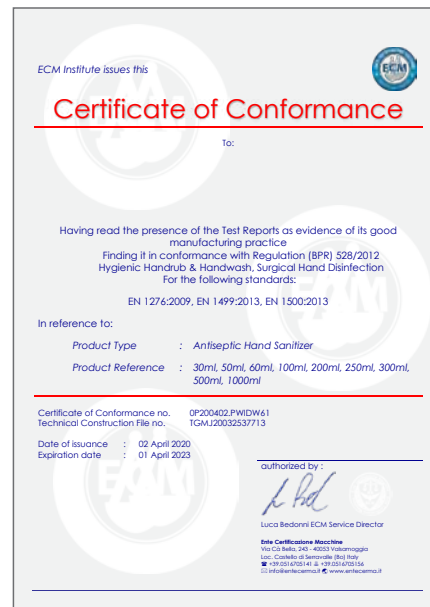 ECM Institute issues this
ECM
Certificate of Conformance
To:
Having read the presence of the Test Reports as evidence of its good
manufacturing practice
Finding it in conformance with Regulation (BPR) 528/2012
Hygienic Handrub & Handwash, Surgical Hand Disinfection
For the following standards:
EN 1276:2009, EN 1499:2013, EN 1500:2013
In reference to:
Product Type : Antiseptic Hand Sanitizer
Product Reference : 30ml, 50ml, 60ml, 100ml, 200ml, 250ml, 300ml,
500ml, 1000ml
Certificate of Conformance no. 0P200402.PWIDW61
Technical Construction File no. TGMJ20032537713
Date of issuance : 02 April 2020
Expiration date : 01 April 2023
authorized by :
Luca Bedonni ECM Service Director
Ente Certificazione Macchine
Via Cà Bella, 243 - 40053 Valsamoggia
Loc. Castello di Serravalle (Bo) Italy
☎ +39.0516705141 +39.0516705156
info@entecerma.it www.entecerma.it